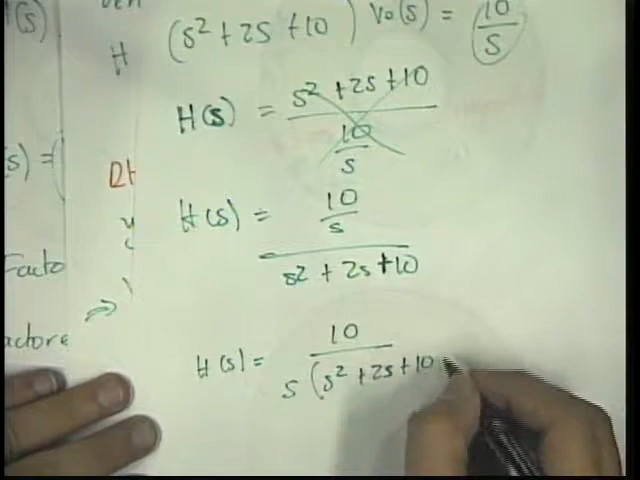 (s² + 2s + 10) Vo(s) = 10/s
H
H(s) = (s² + 2s + 10) / (10/s)
(s) =
H(s) = (10/s) / (s² + 2s + 10)
Facto
actore
H(s) = 10 / s(s² + 2s + 10